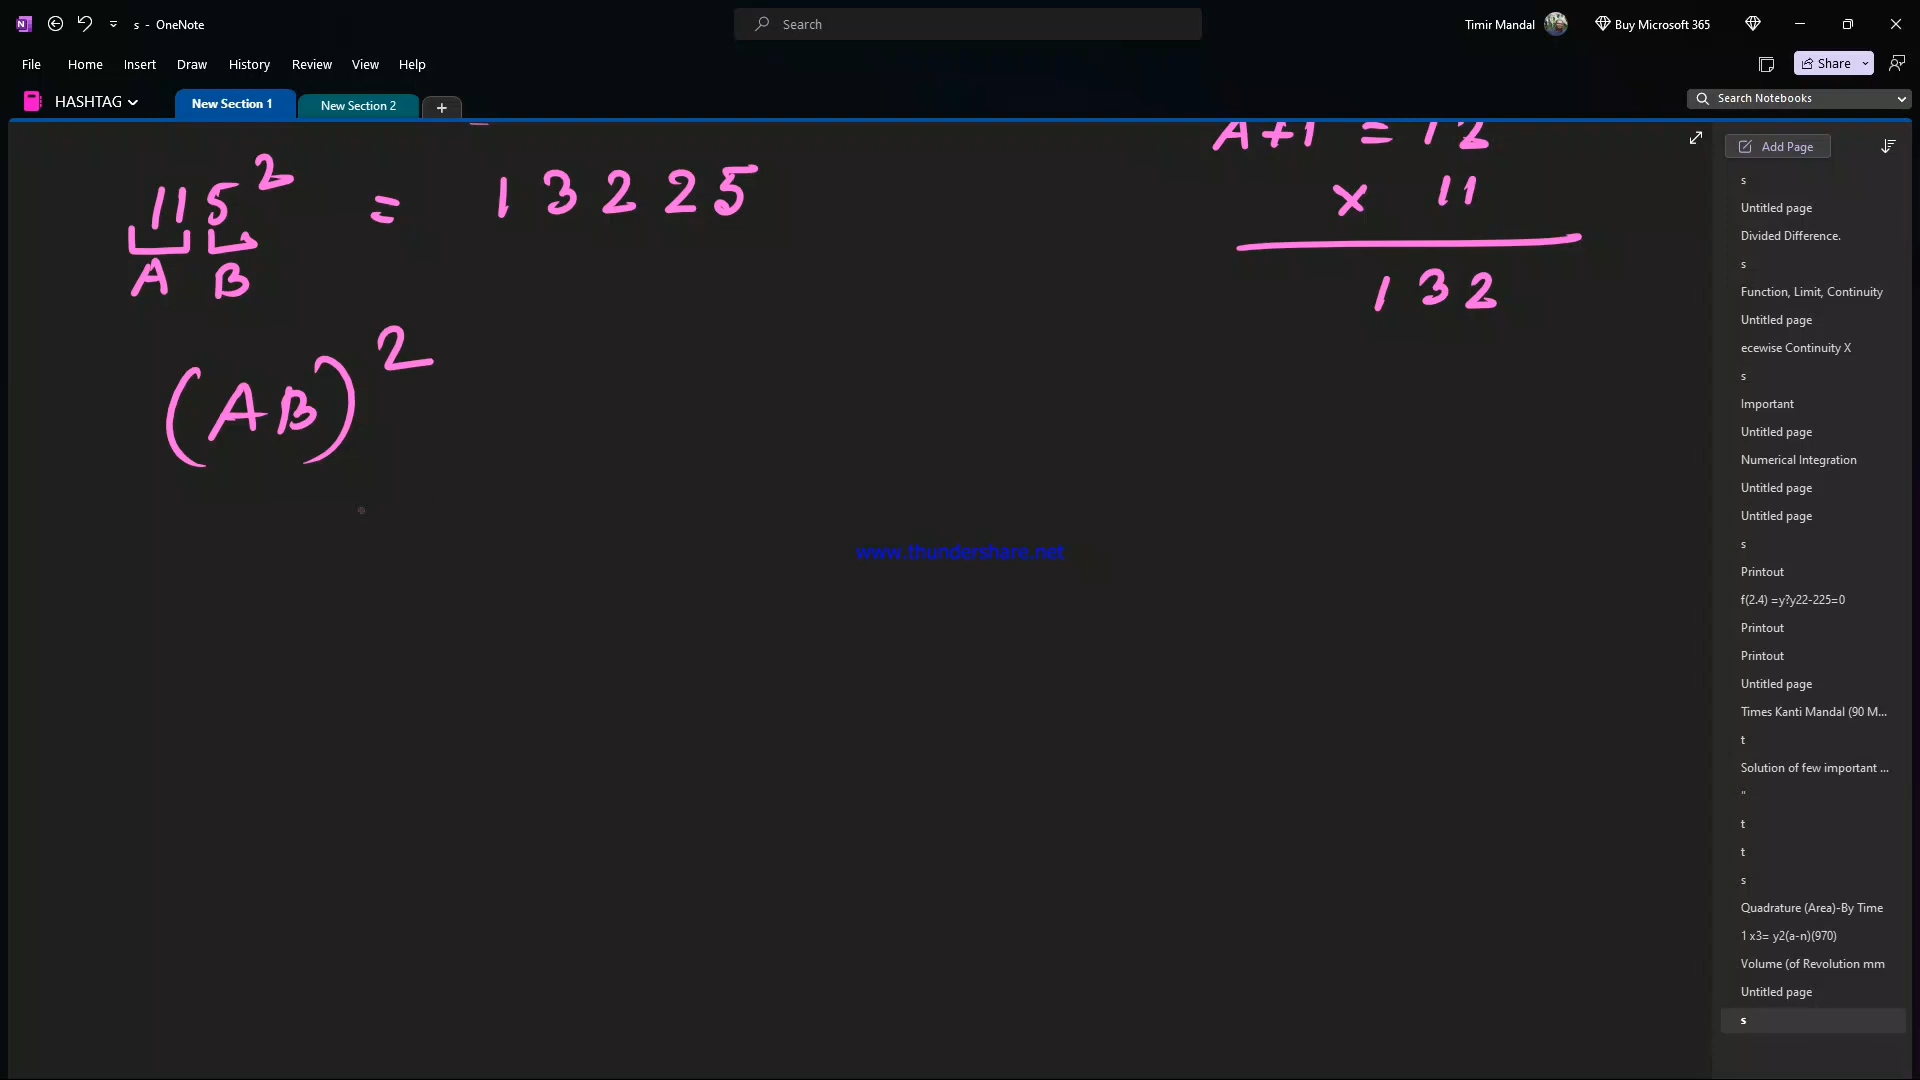 s - OneNote
Search
Timir Mandal
Buy Microsoft 365
File Home Insert Draw History Review View Help
Share
HASHTAG
New Section 1
New Section 2
+
Search Notebooks
A + 1 = 12
115² = 13225
× 11
A B
132
(AB)²
www.thundershare.net
Add Page
s
Untitled page
Divided Difference.
s
Function, Limit, Continuity
Untitled page
ecewise Continuity X
s
Important
Untitled page
Numerical Integration
Untitled page
Untitled page
s
Printout
f(2.4) =y?y22-225=0
Printout
Printout
Untitled page
Times Kanti Mandal (90 M...
t
Solution of few important ...
"
t
t
s
Quadrature (Area)-By Time
1 x3= y2(a-n)(970)
Volume (of Revolution mm
Untitled page
s